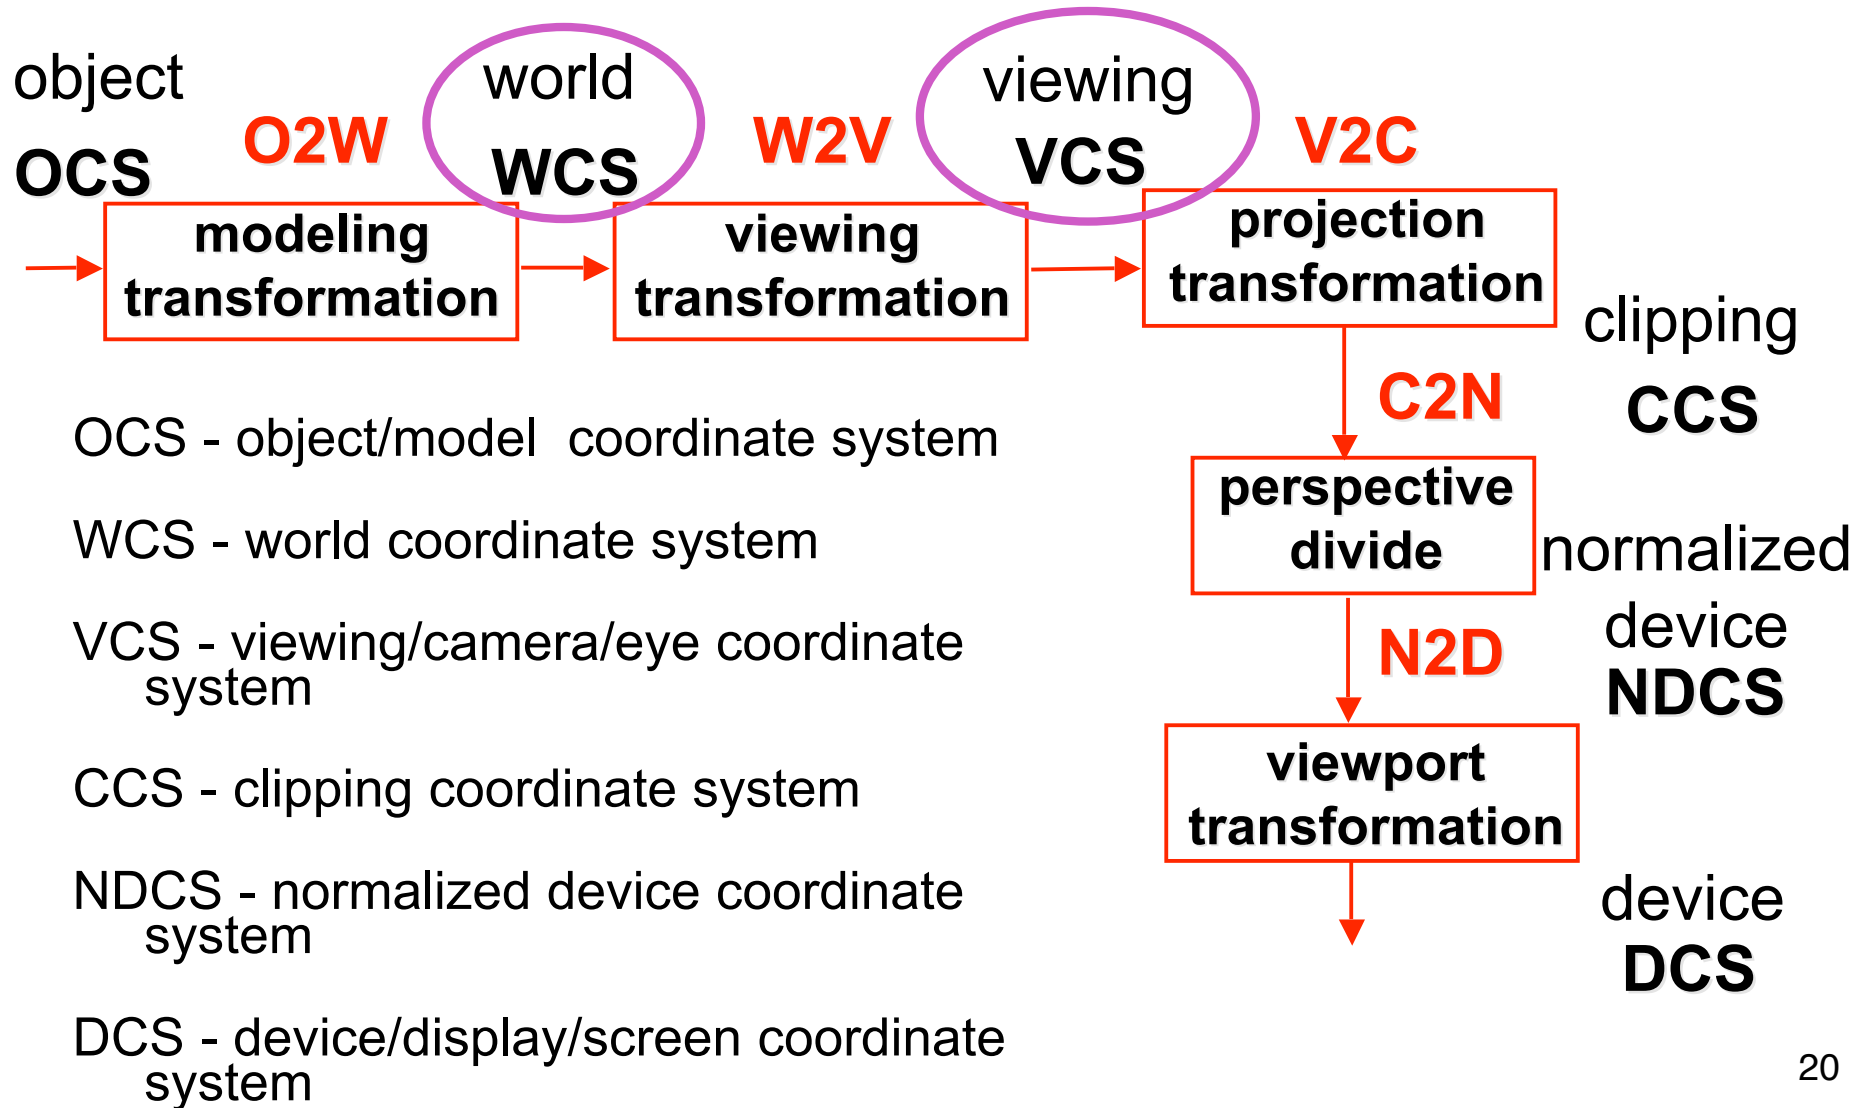 object
OCS
O2W
world
WCS
W2V
viewing
VCS
V2C
modeling
transformation
viewing
transformation
projection
transformation
clipping
CCS
C2N
perspective
divide
normalized
device
NDCS
N2D
viewport
transformation
device
DCS
OCS - object/model coordinate system
WCS - world coordinate system
VCS - viewing/camera/eye coordinate
system
CCS - clipping coordinate system
NDCS - normalized device coordinate
system
DCS - device/display/screen coordinate
system
20